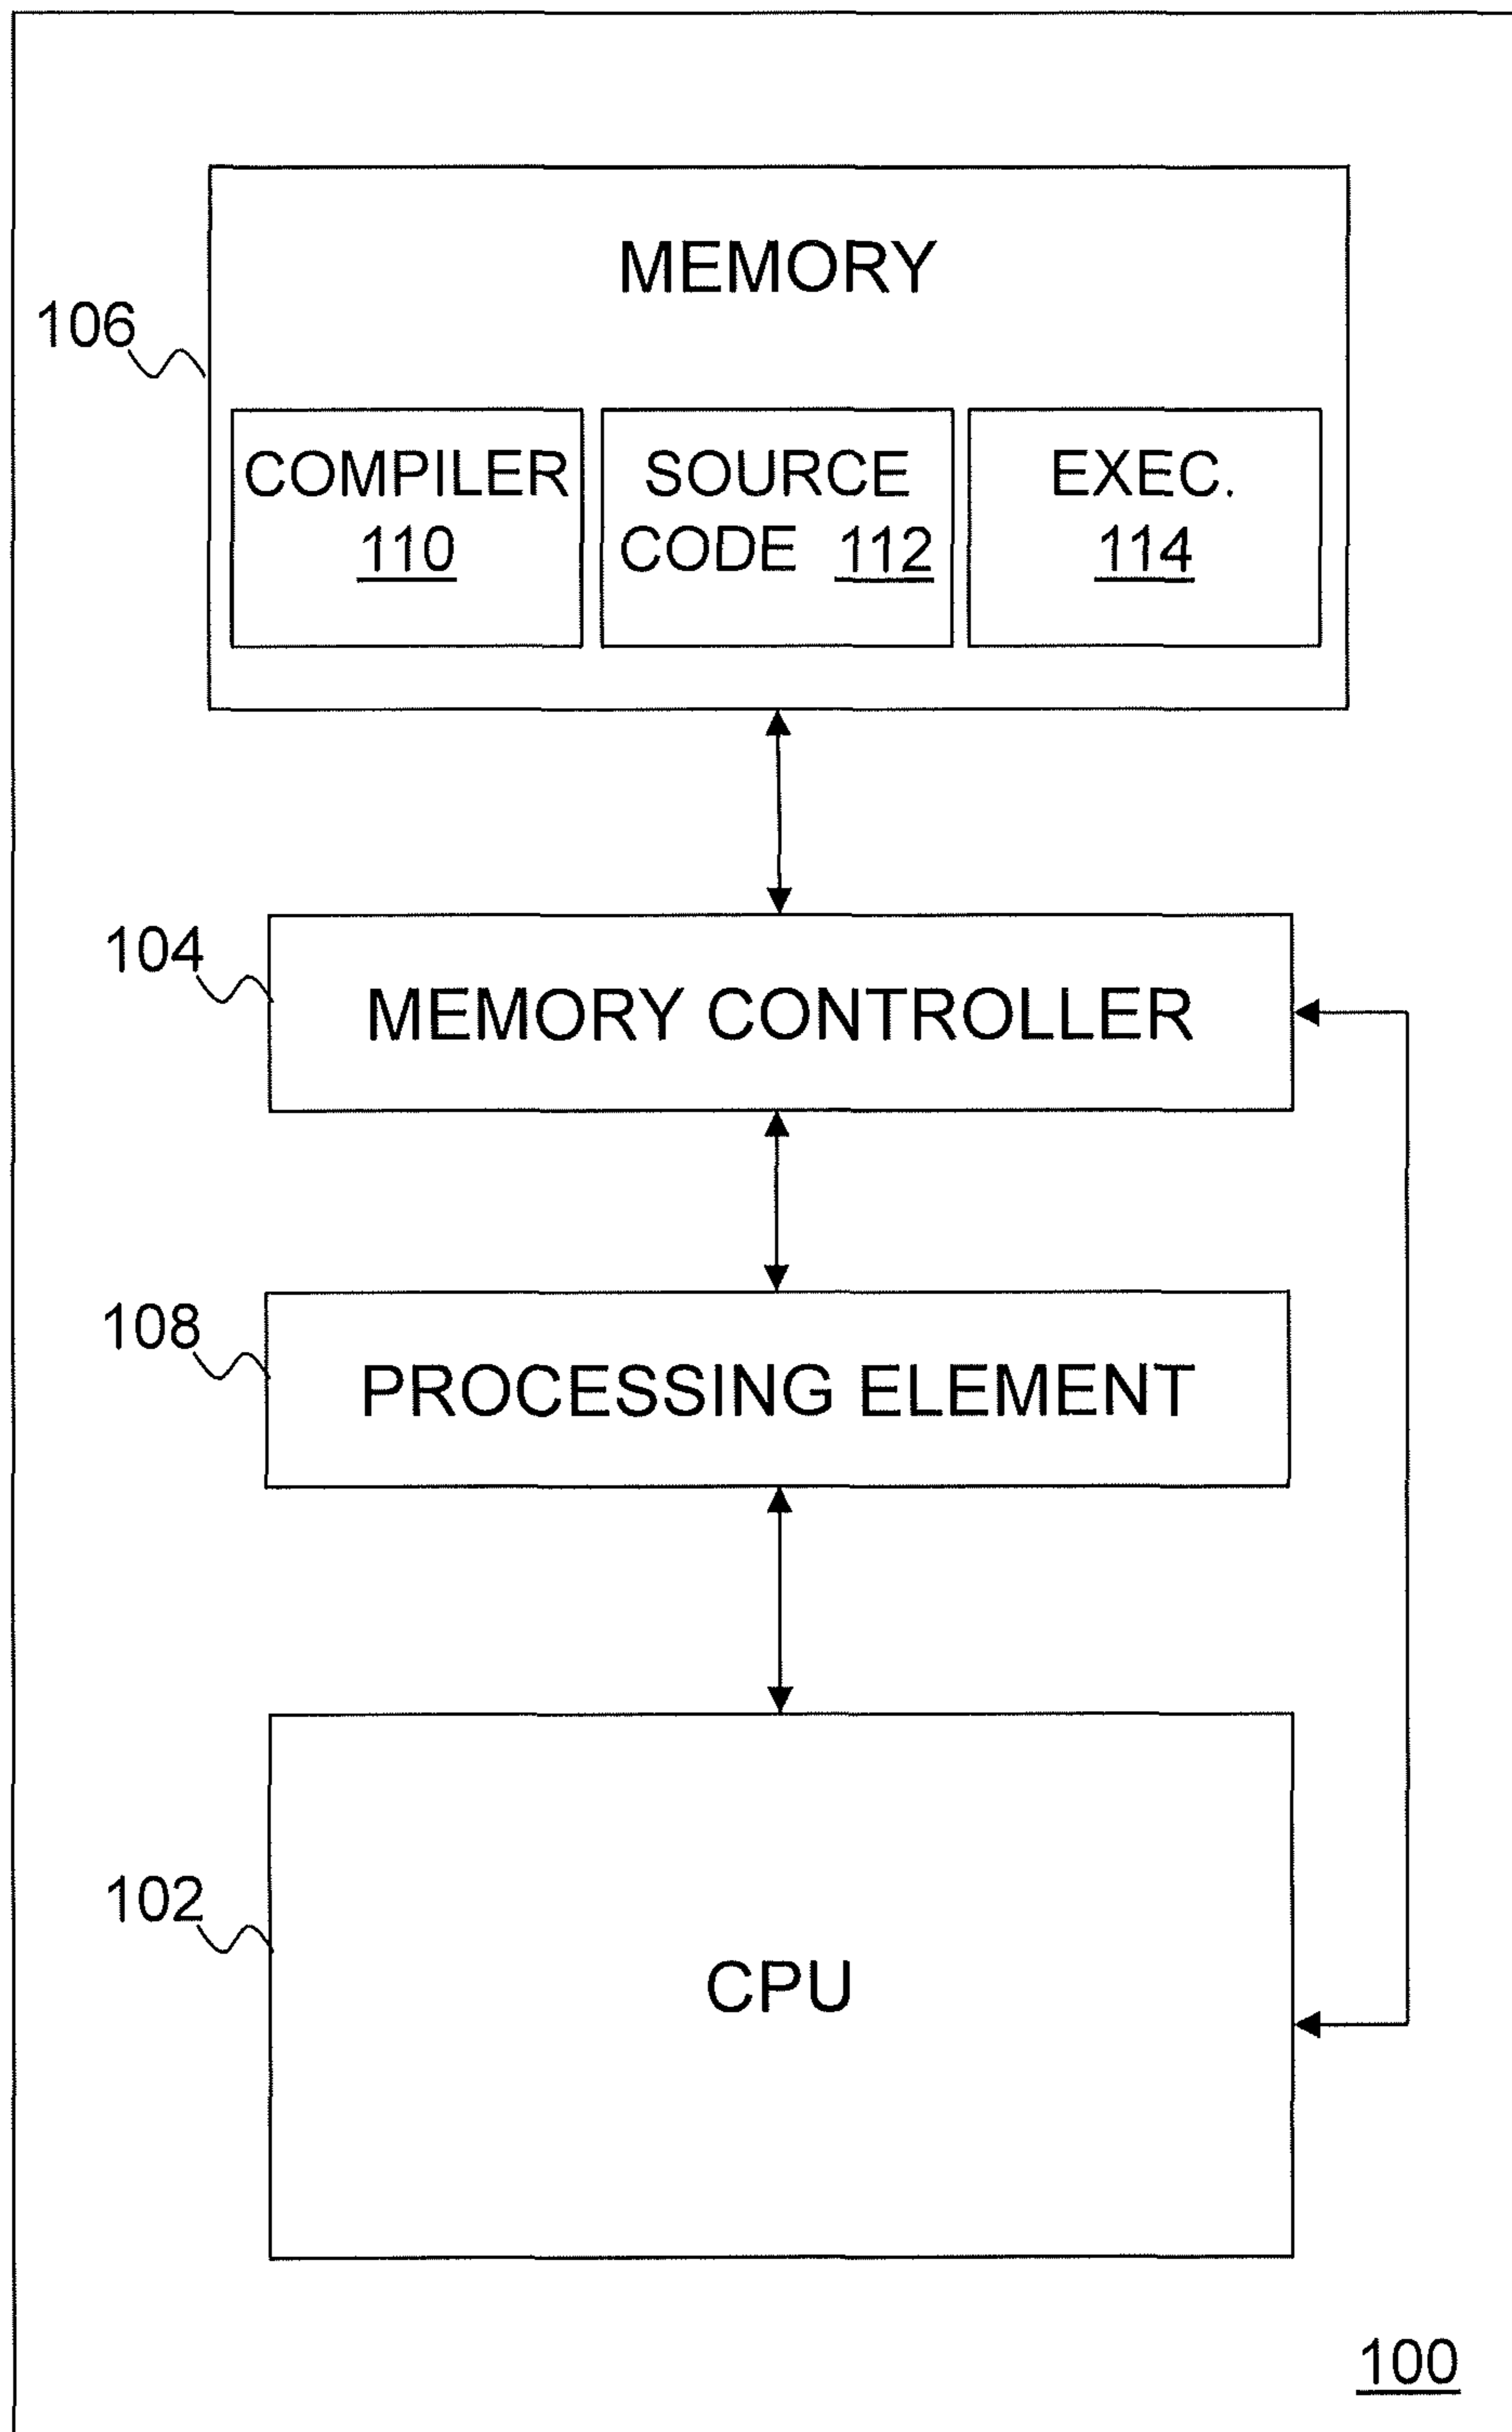 MEMORY
106
COMPILER
110
SOURCE
CODE 112
EXEC.
114
104
MEMORY CONTROLLER
108
PROCESSING ELEMENT
102
CPU
100